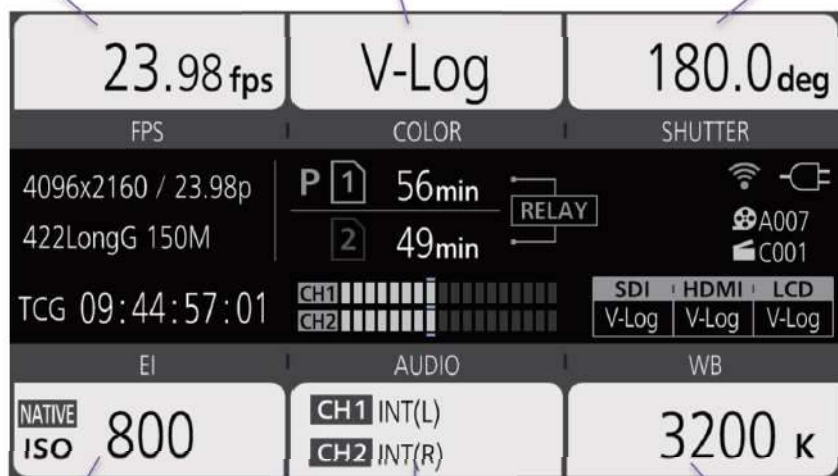 23.98 fps
V-Log
180.0 deg
FPS
COLOR
SHUTTER
4096x2160 / 23.98p
P 1 56min
RELAY
422LongG 150M
2 49min
A007
C001
TCG 09:44:57:01
CH1
CH2
SDI HDMI LCD
V-Log V-Log V-Log
EI
AUDIO
WB
NATIVE
ISO 800
CH1 INT(L)
CH2 INT(R)
3200 K